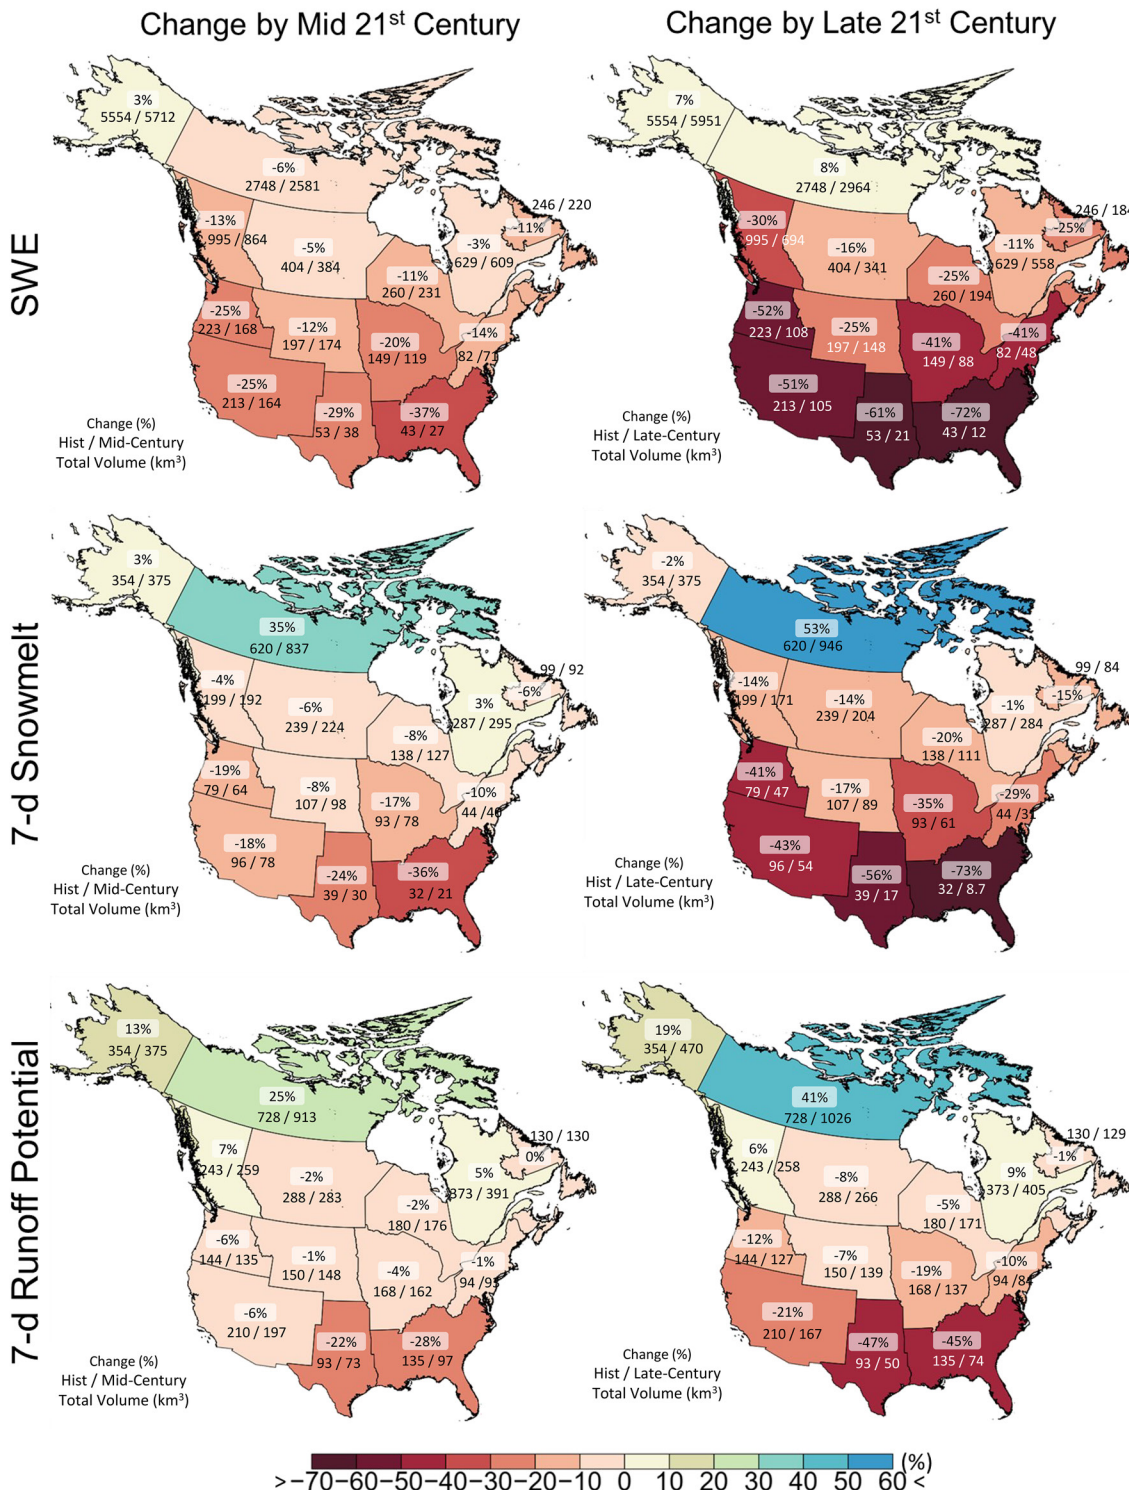 Change by Mid 21st Century
Change by Late 21st Century
SWE
3%
5554 / 5712
-6%
2748 / 2581
246 / 220
-11%
-13%
995 / 864
-5%
404 / 384
-3%
629 / 609
-11%
260 / 231
-25%
223 / 168
-12%
197 / 174
-20%
149 / 119
-14%
82 /71
-25%
213 / 164
-29%
53 / 38
-37%
43 / 27
Change (%)
Hist / Mid-Century
Total Volume (km³)
7%
5554 / 5951
8%
2748 / 2964
246 / 184
-25%
-30%
995 / 694
-16%
404 / 341
-11%
629 / 558
-25%
260 / 194
-52%
223 / 108
-25%
197 / 148
-41%
149 / 88
-41%
82 /48
-51%
213 / 105
-61%
53 / 21
-72%
43 / 12
Change (%)
Hist / Late-Century
Total Volume (km³)
7-d Snowmelt
3%
354 / 375
35%
620 / 837
99 / 92
-6%
-4%
199 / 192
-6%
239 / 224
3%
287 / 295
-8%
138 / 127
-19%
79 / 64
-8%
107 / 98
-17%
93 / 78
-10%
44 /40
-18%
96 / 78
-24%
39 / 30
-36%
32 / 21
Change (%)
Hist / Mid-Century
Total Volume (km³)
-2%
354 / 375
53%
620 / 946
99 / 84
-15%
-14%
199 / 171
-14%
239 / 204
-1%
287 / 284
-20%
138 / 111
-41%
79 / 47
-17%
107 / 89
-35%
93 / 61
-29%
44 /31
-43%
96 / 54
-56%
39 / 17
-73%
32 / 8.7
Change (%)
Hist / Late-Century
Total Volume (km³)
7-d Runoff Potential
13%
354 / 375
25%
728 / 913
130 / 130
0%
7%
243 / 259
-2%
288 / 283
5%
373 / 391
-2%
180 / 176
-6%
144 / 135
-1%
150 / 148
-4%
168 / 162
-1%
94 /93
-6%
210 / 197
-22%
93 / 73
-28%
135 / 97
Change (%)
Hist / Mid-Century
Total Volume (km³)
19%
354 / 470
41%
728 / 1026
130 / 129
-1%
6%
243 / 258
-8%
288 / 266
9%
373 / 405
-5%
180 / 171
-12%
144 / 127
-7%
150 / 139
-19%
168 / 137
-10%
94 /84
-21%
210 / 167
-47%
93 / 50
-45%
135 / 74
Change (%)
Hist / Late-Century
Total Volume (km³)
(%)
>−70−60−50−40−30−20−10 0 10 20 30 40 50 60 <